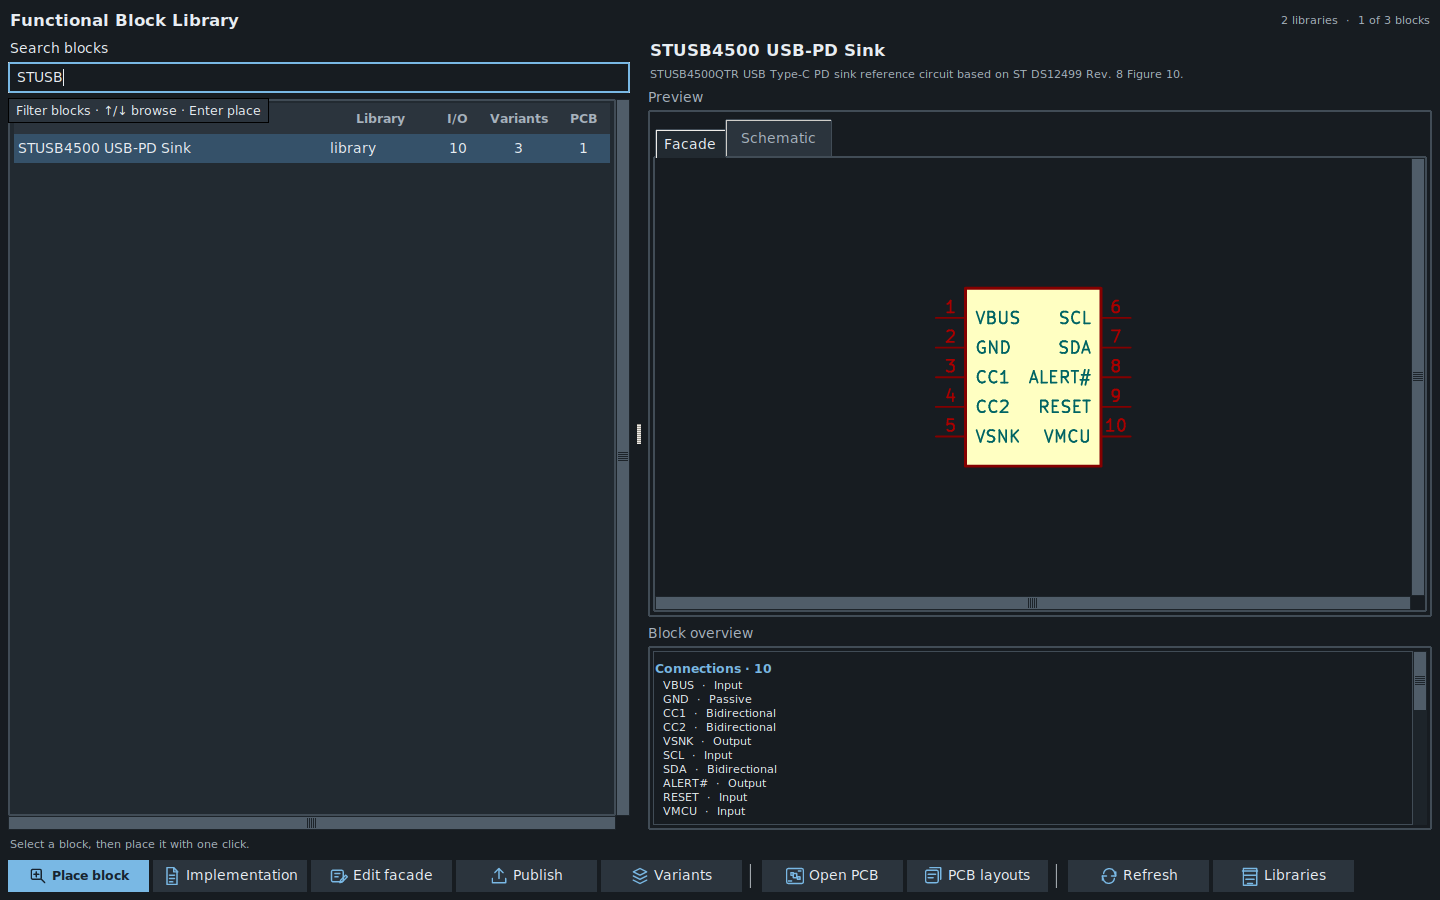 Functional Block Library
2 libraries · 1 of 3 blocks
Search blocks
STUSB
Filter blocks · ↑/↓ browse · Enter place
Library I/O Variants PCB
STUSB4500 USB-PD Sink library 10 3 1
STUSB4500 USB-PD Sink
STUSB4500QTR USB Type-C PD sink reference circuit based on ST DS12499 Rev. 8 Figure 10.
Preview
Facade Schematic
1 VBUS SCL 6
2 GND SDA 7
3 CC1 ALERT# 8
4 CC2 RESET 9
5 VSNK VMCU 10
Block overview
Connections · 10
VBUS · Input
GND · Passive
CC1 · Bidirectional
CC2 · Bidirectional
VSNK · Output
SCL · Input
SDA · Bidirectional
ALERT# · Output
RESET · Input
VMCU · Input
Select a block, then place it with one click.
Place block Implementation Edit facade Publish Variants Open PCB PCB layouts Refresh Libraries